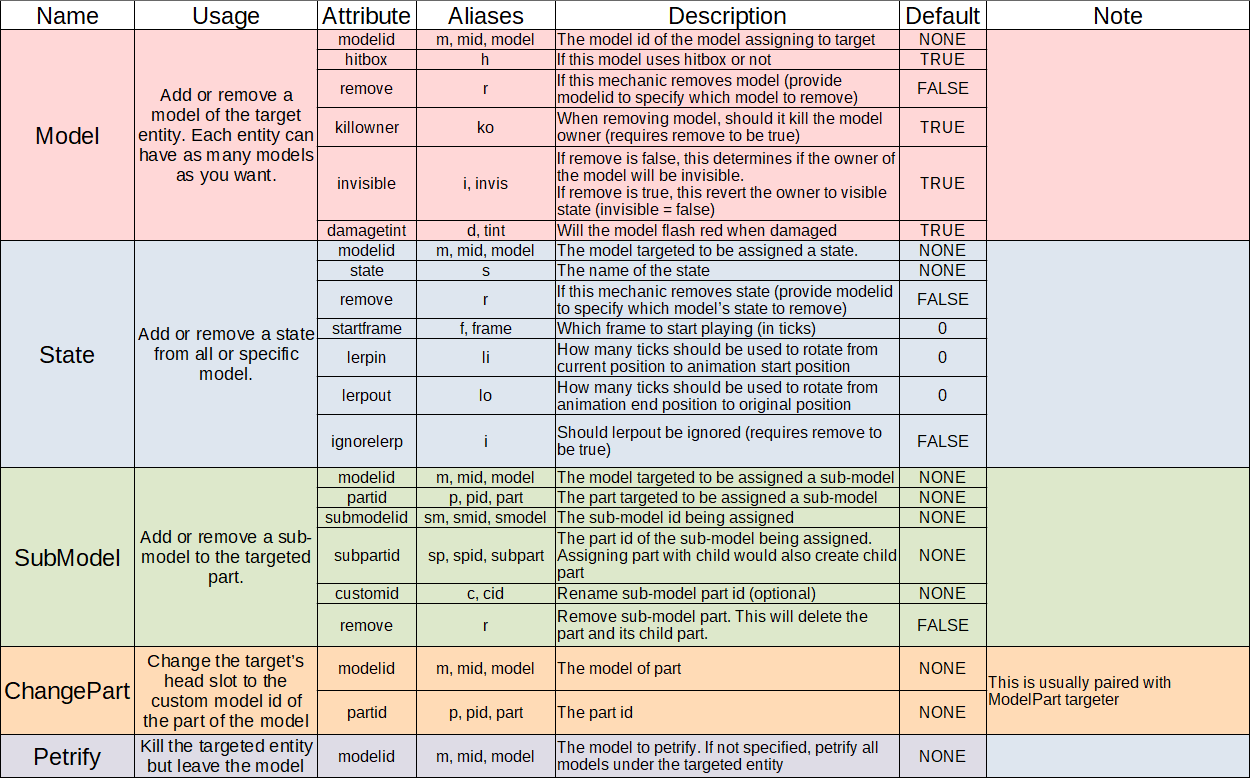 Name Usage Attribute Aliases Description Default Note
Model
Add or remove a
model of the target
entity. Each entity can
have as many models
as you want.
modelid m, mid, model The model id of the model assigning to target NONE
hitbox h If this model uses hitbox or not TRUE
remove r If this mechanic removes model (provide
modelid to specify which model to remove) FALSE
killowner ko When removing model, should it kill the model
owner (requires remove to be true) TRUE
invisible i, invis If remove is false, this determines if the owner of
the model will be invisible.
If remove is true, this revert the owner to visible
state (invisible = false) TRUE
damagetint d, tint Will the model flash red when damaged TRUE
State
Add or remove a state
from all or specific
model.
modelid m, mid, model The model targeted to be assigned a state. NONE
state s The name of the state NONE
remove r If this mechanic removes state (provide modelid
to specify which model’s state to remove) FALSE
startframe f, frame Which frame to start playing (in ticks) 0
lerpin li How many ticks should be used to rotate from
current position to animation start position 0
lerpout lo How many ticks should be used to rotate from
animation end position to original position 0
ignorelerp i Should lerpout be ignored (requires remove to
be true) FALSE
SubModel
Add or remove a sub-
model to the targeted
part.
modelid m, mid, model The model targeted to be assigned a sub-model NONE
partid p, pid, part The part targeted to be assigned a sub-model NONE
submodelid sm, smid, smodel The sub-model id being assigned NONE
subpartid sp, spid, subpart The part id of the sub-model being assigned.
Assigning part with child would also create child
part NONE
customid c, cid Rename sub-model part id (optional) NONE
remove r Remove sub-model part. This will delete the
part and its child part. FALSE
ChangePart
Change the target’s
head slot to the
custom model id of
the part of the model
modelid m, mid, model The model of part NONE
partid p, pid, part The part id NONE
This is usually paired with
ModelPart targeter
Petrify
Kill the targeted entity
but leave the model
modelid m, mid, model The model to petrify. If not specified, petrify all
models under the targeted entity NONE